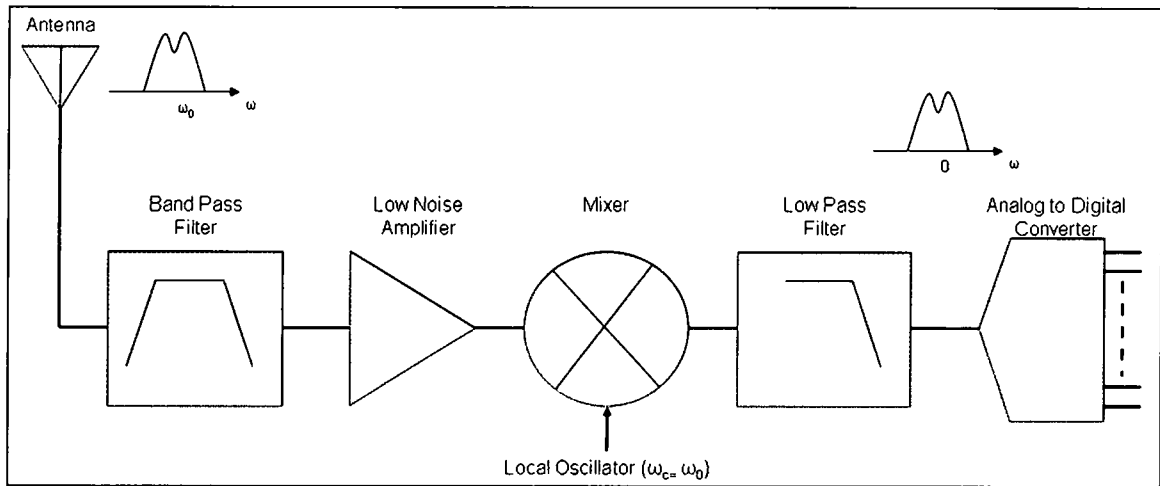 Antenna
ω₀
ω
0
ω
Band Pass
Filter
Low Noise
Amplifier
Mixer
Low Pass
Filter
Analog to Digital
Converter
Local Oscillator (ω꜀₌ ω₀)